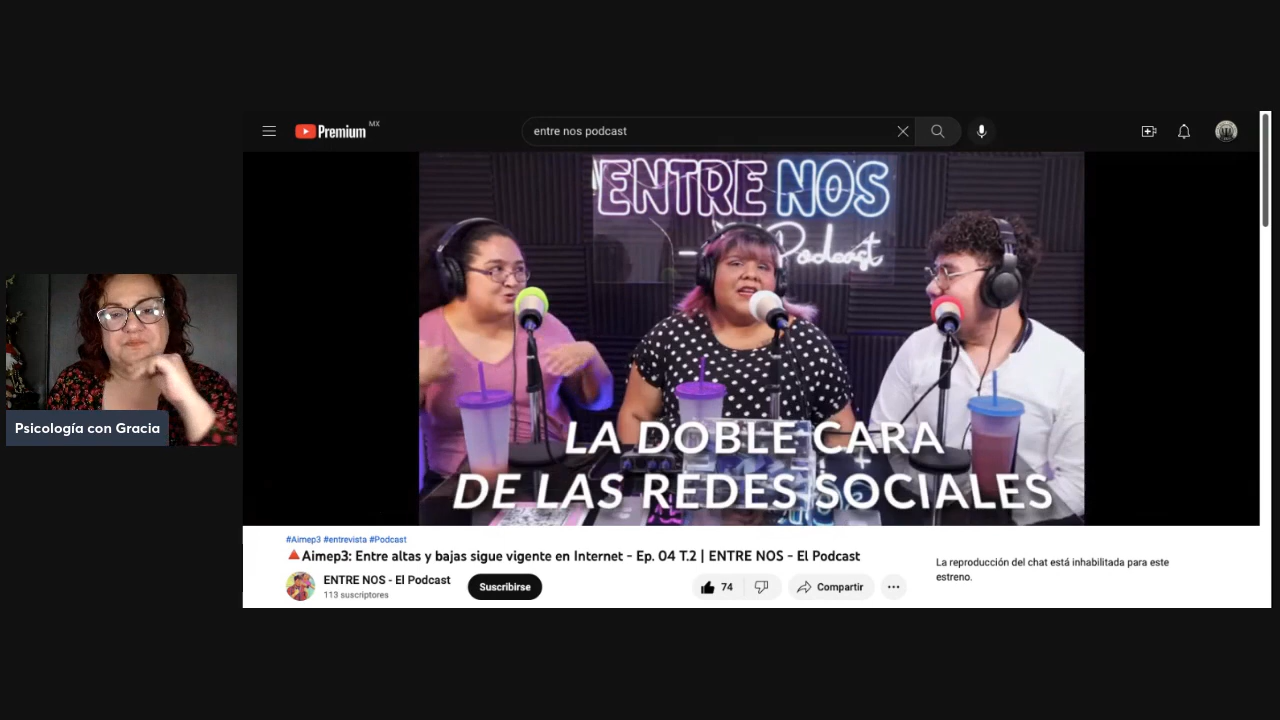 Premium MX
entre nos podcast
ENTRE NOS
Podcast
LA DOBLE CARA
DE LAS REDES SOCIALES
Psicología con Gracia
#Aimep3 #entrevista #Podcast
🔺Aimep3: Entre altas y bajas sigue vigente en Internet - Ep. 04 T.2 | ENTRE NOS - El Podcast
ENTRE NOS - El Podcast
113 suscriptores
Suscribirse
74
Compartir
La reproducción del chat está inhabilitada para este
estreno.